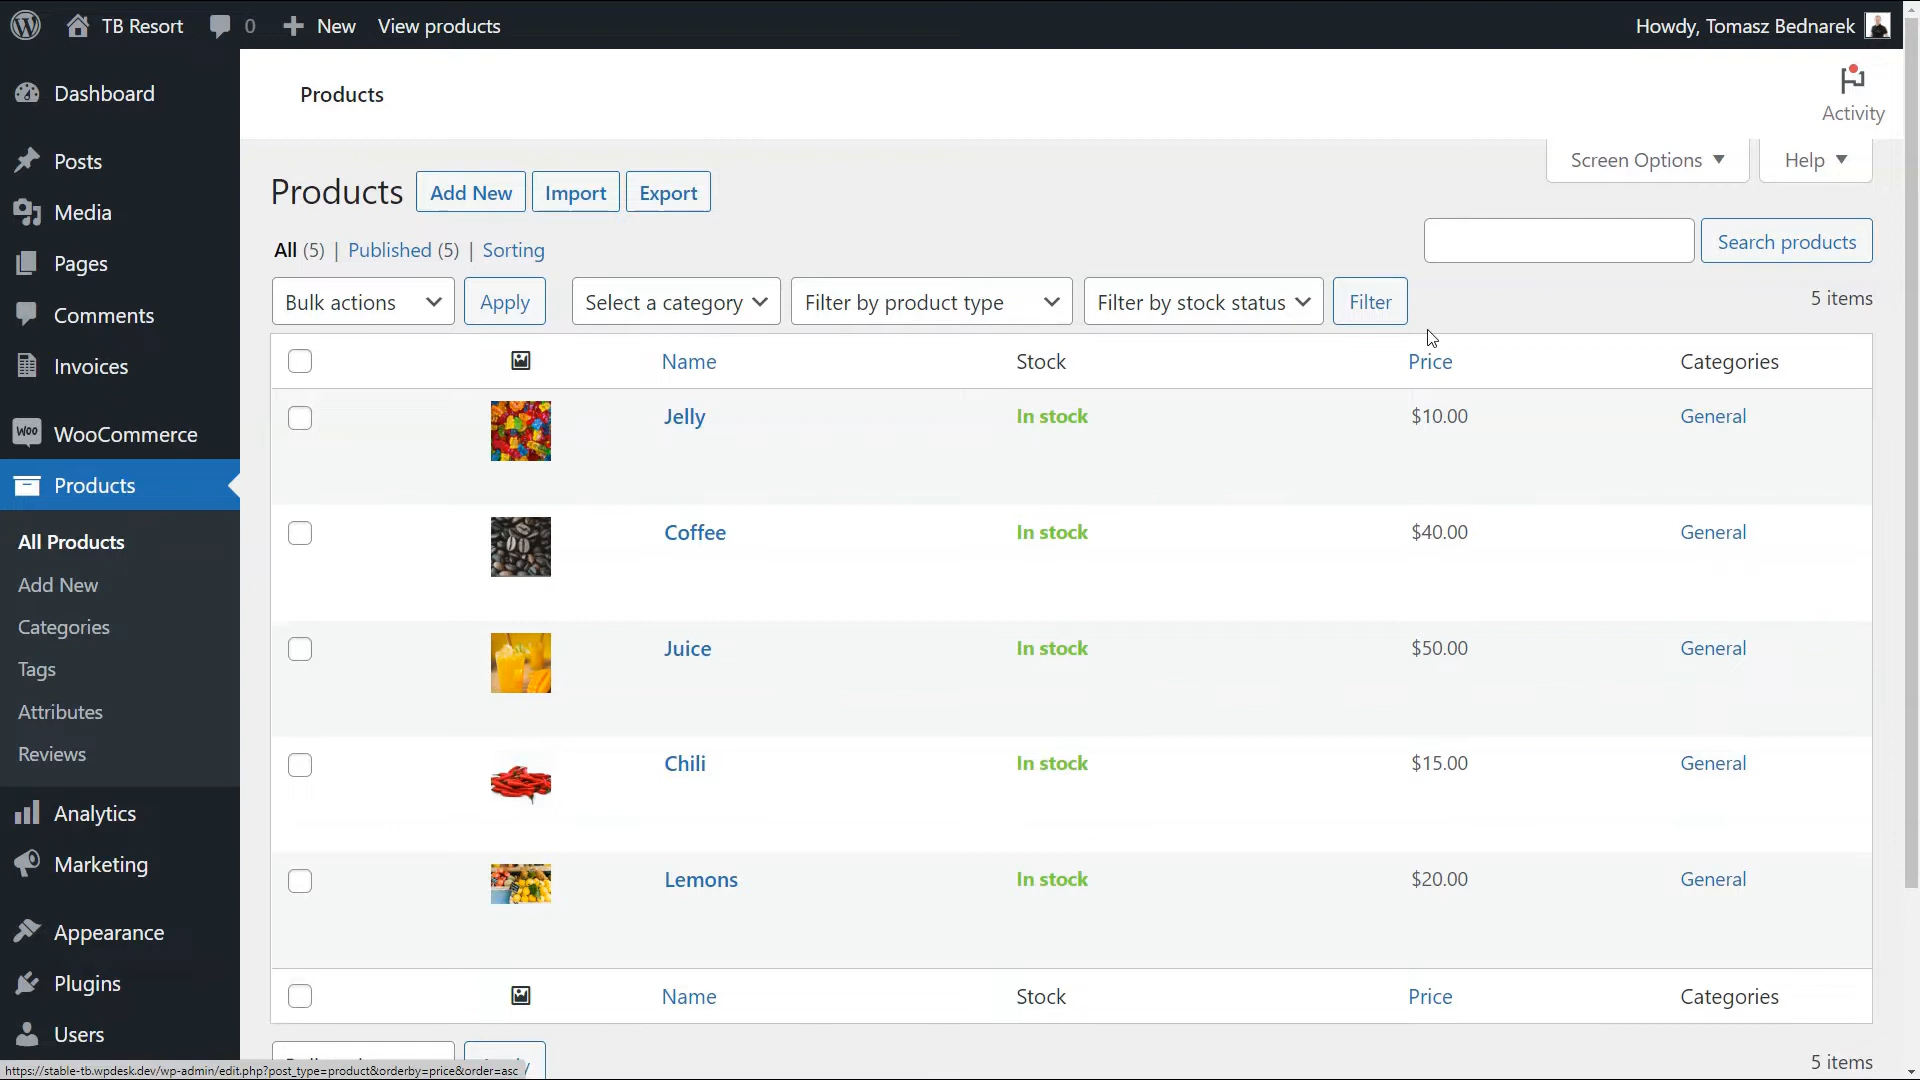 TB Resort 0 New View products Howdy, Tomasz Bednarek
Dashboard
Posts
Media
Pages
Comments
Invoices
WOO WooCommerce
Products
All Products
Add New
Categories
Tags
Attributes
Reviews
Analytics
Marketing
Appearance
Plugins
Users
Products
Activity
Screen Options Help
Products Add New Import Export
All (5) | Published (5) | Sorting
Search products
Bulk actions Apply Select a category Filter by product type Filter by stock status Filter
5 items
Name Stock Price Categories
Jelly In stock $10.00 General
Coffee In stock $40.00 General
Juice In stock $50.00 General
Chili In stock $15.00 General
Lemons In stock $20.00 General
Name Stock Price Categories
5 items
https://stable-tb.wpdesk.dev/wp-admin/edit.php?post_type=product&orderby=price&order=asc